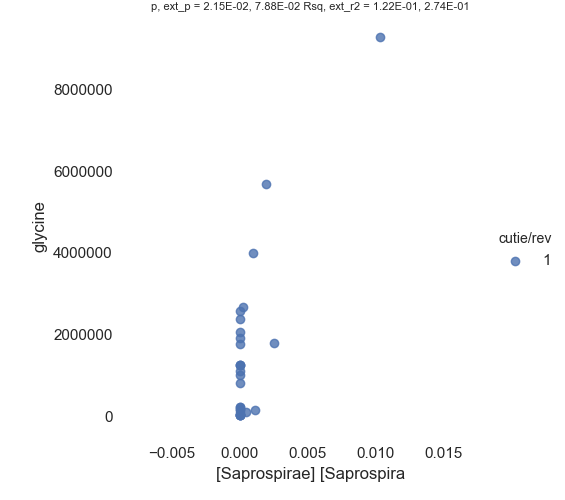 p, ext_p = 2.15E-02, 7.88E-02 Rsq, ext_r2 = 1.22E-01, 2.74E-01
8000000
6000000
4000000
2000000
0
glycine
cutie/rev
1
−0.005 0.000 0.005 0.010 0.015
[Saprospirae] [Saprospira